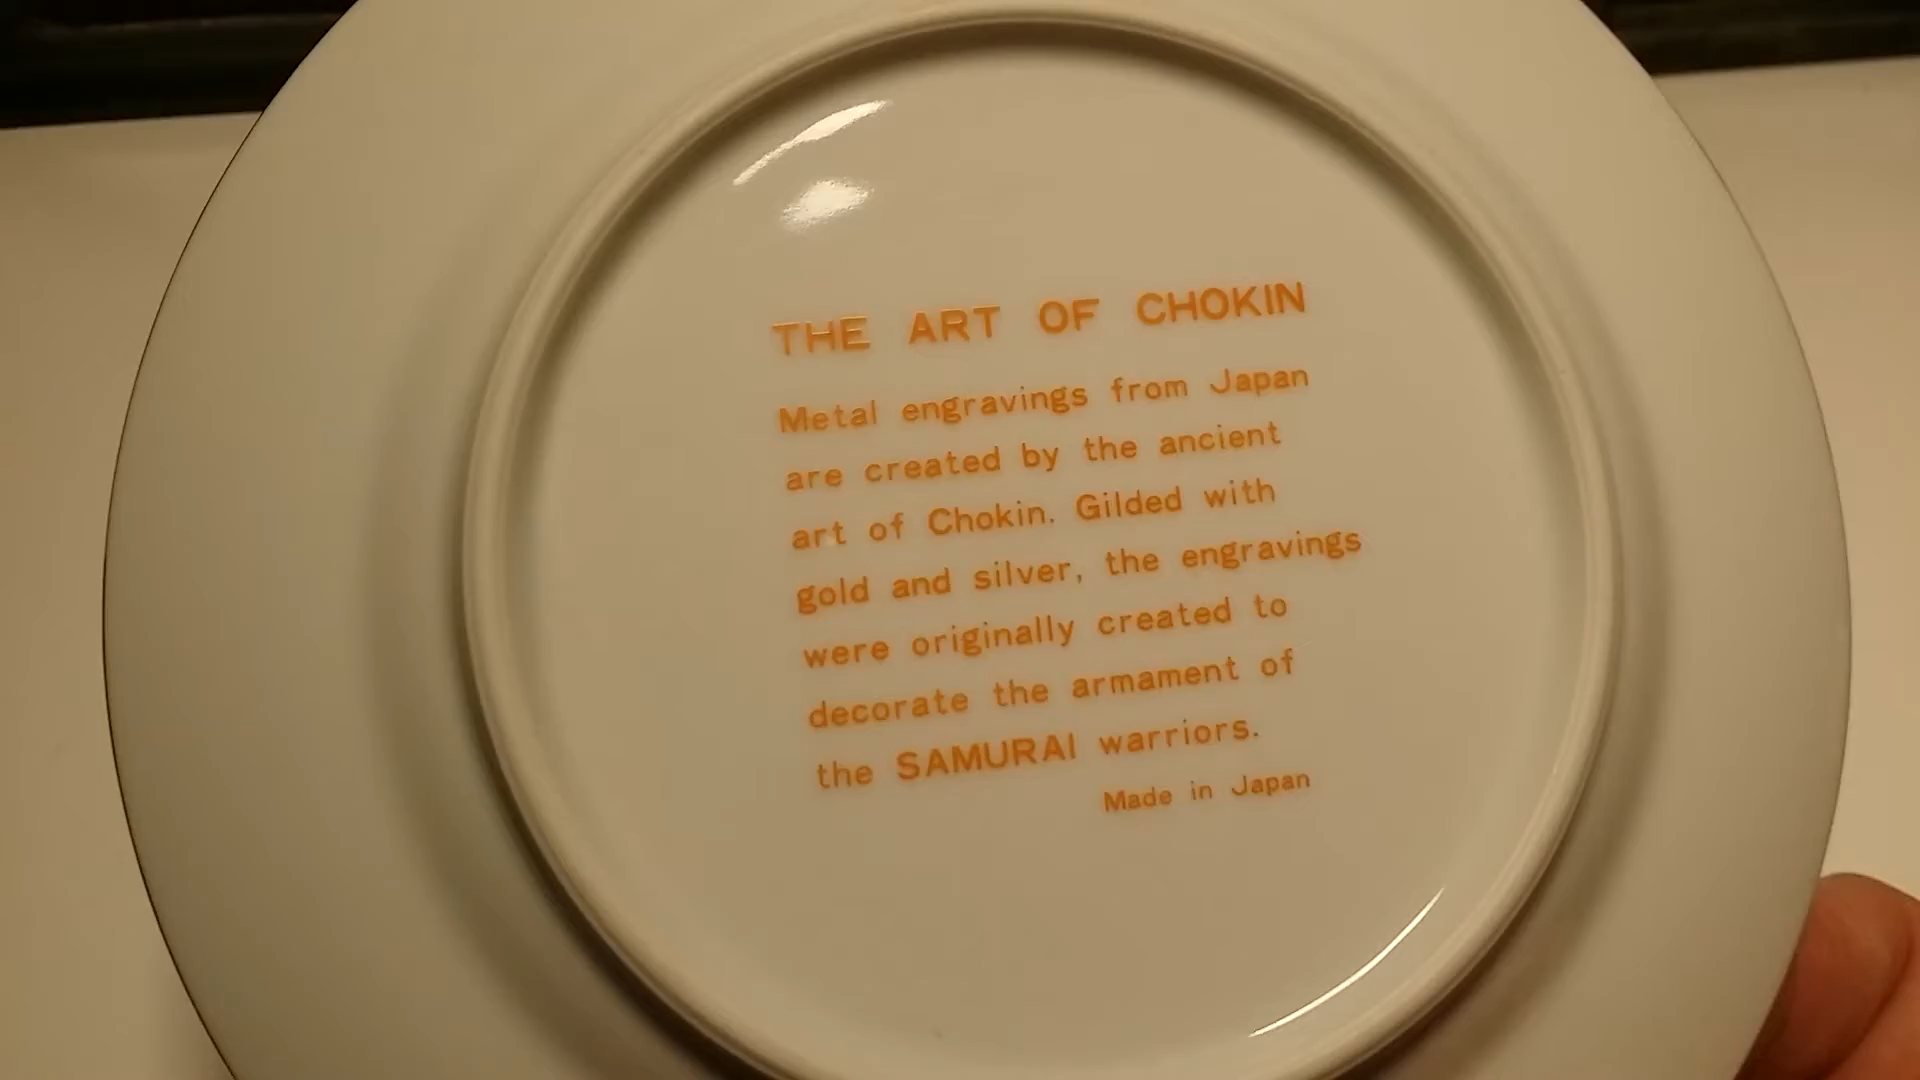 THE ART OF CHOKIN
Metal engravings from Japan
are created by the ancient
art of Chokin. Gilded with
gold and silver, the engravings
were originally created to
decorate the armament of
the SAMURAI warriors.
Made in Japan